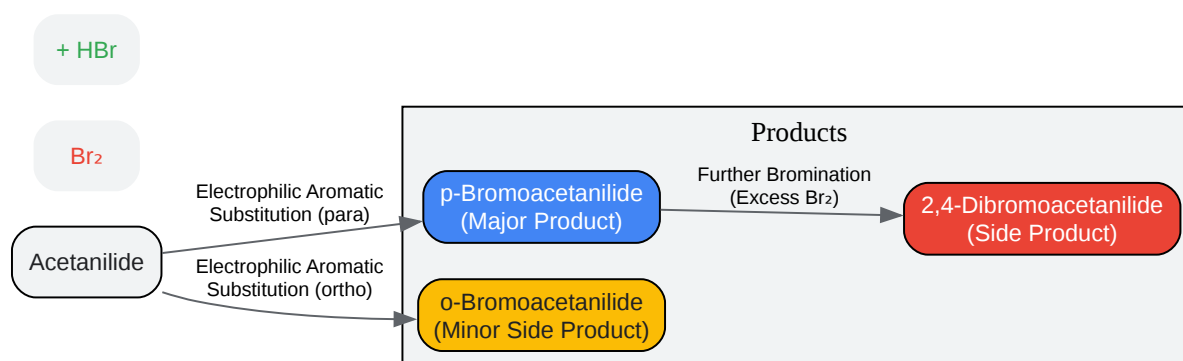 + HBr
Br₂
Acetanilide
Electrophilic Aromatic
Substitution (para)
Electrophilic Aromatic
Substitution (ortho)
Products
p-Bromoacetanilide
(Major Product)
Further Bromination
(Excess Br₂)
2,4-Dibromoacetanilide
(Side Product)
o-Bromoacetanilide
(Minor Side Product)